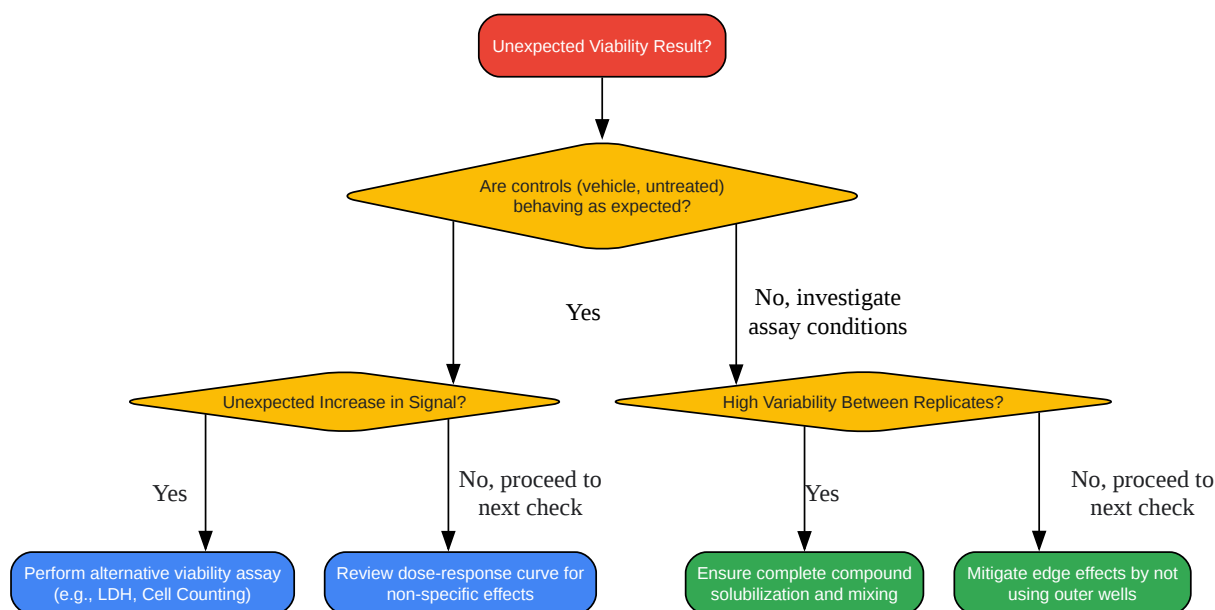 Unexpected Viability Result?
Are controls (vehicle, untreated)
behaving as expected?
Yes
No, investigate
assay conditions
Unexpected Increase in Signal?
High Variability Between Replicates?
Yes
No, proceed to
next check
Yes
No, proceed to
next check
Perform alternative viability assay
(e.g., LDH, Cell Counting)
Review dose-response curve for
non-specific effects
Ensure complete compound
solubilization and mixing
Mitigate edge effects by not
using outer wells